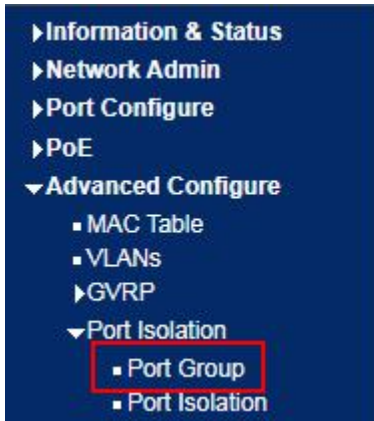 Information & Status
Network Admin
Port Configure
PoE
Advanced Configure
MAC Table
VLANs
GVRP
Port Isolation
Port Group
Port Isolation